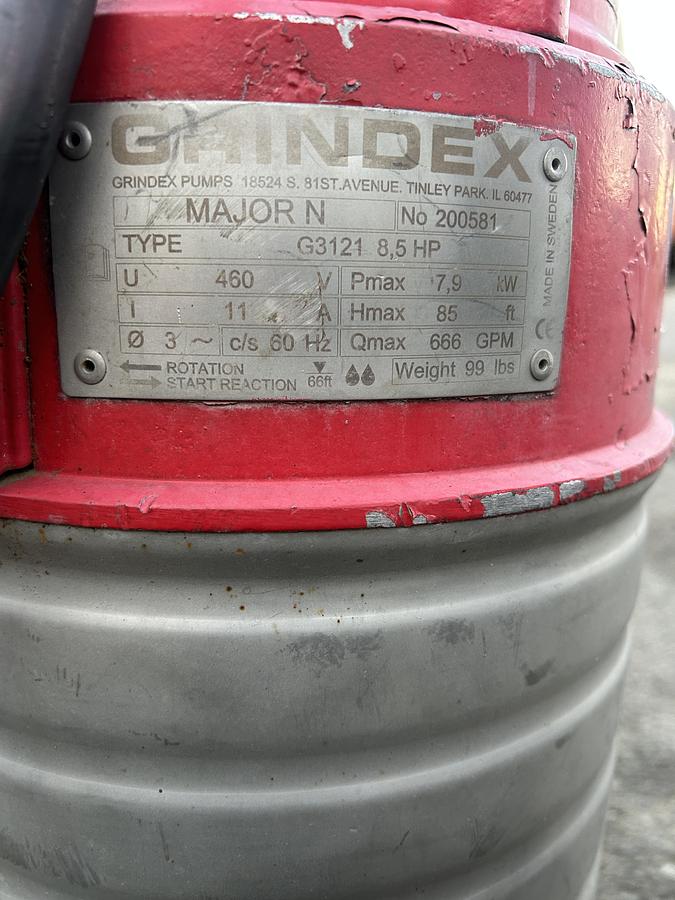 GRINDEX
GRINDEX PUMPS 18524 S. 81ST.AVENUE. TINLEY PARK. IL 60477
MAJOR N No 200581
TYPE G3121 8,5 HP
U 460 V Pmax 7,9 kW
I 11 A Hmax 85 ft
Ø 3 ~ c/s 60 Hz Qmax 666 GPM
ROTATION
START REACTION 66ft Weight 99 lbs
MADE IN SWEDEN
CE